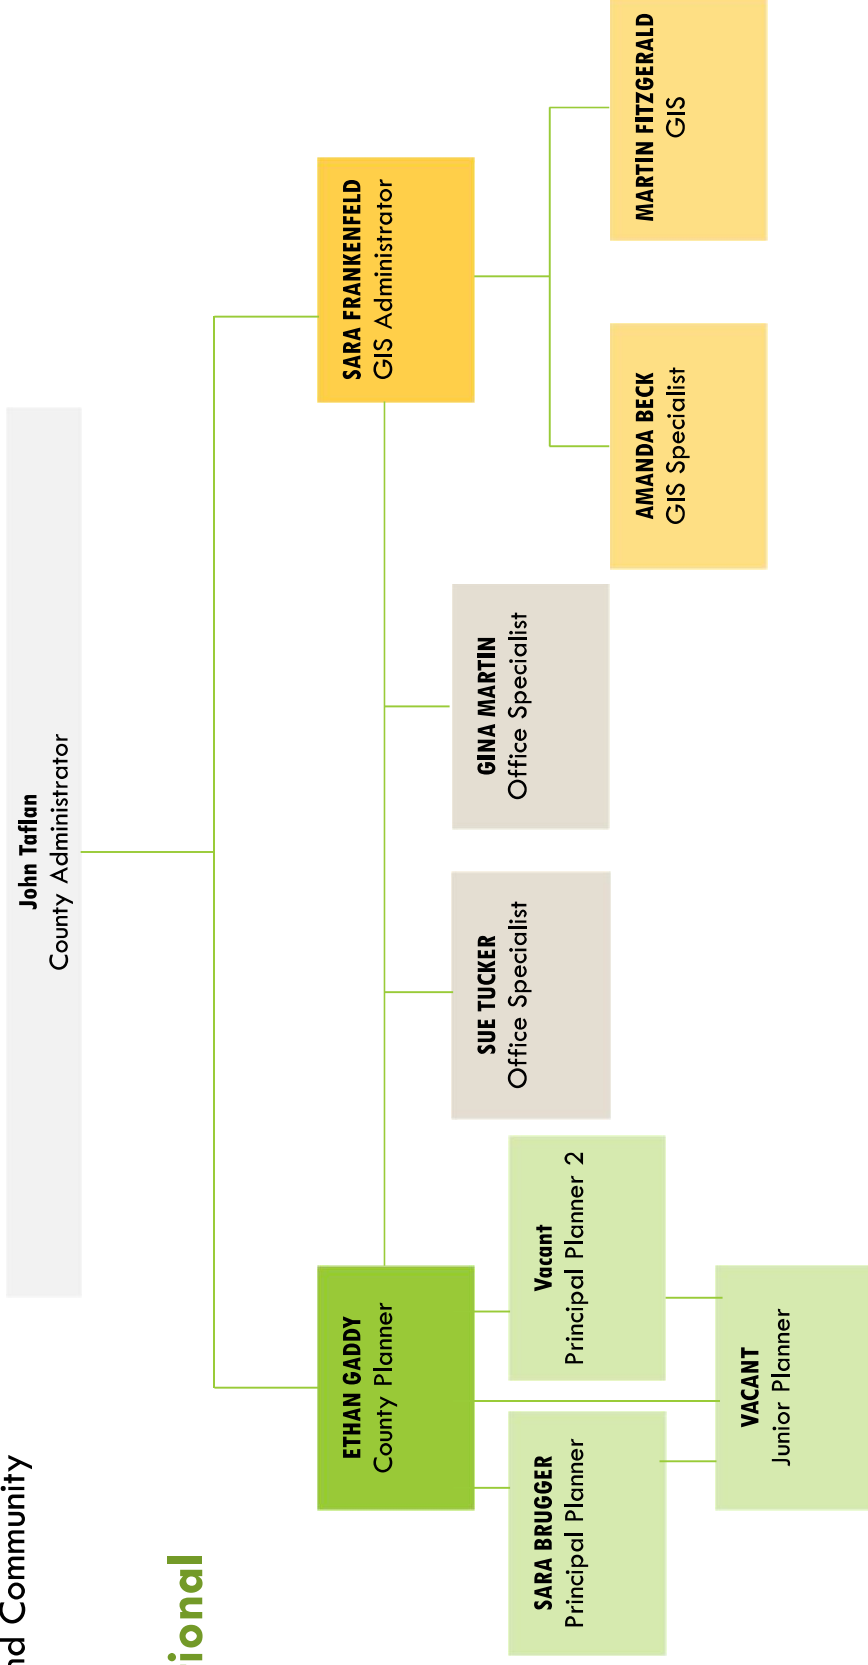 nd Community
ional
John Taflan
County Administrator
ETHAN GADDY
County Planner
SARA FRANKENFELD
GIS Administrator
SUE TUCKER
Office Specialist
GINA MARTIN
Office Specialist
SARA BRUGGER
Principal Planner
Vacant
Principal Planner 2
AMANDA BECK
GIS Specialist
MARTIN FITZGERALD
GIS
VACANT
Junior Planner